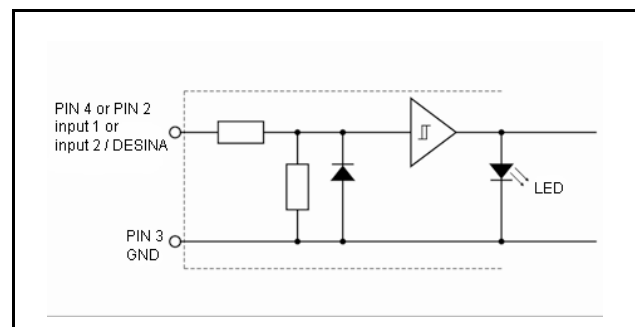 PIN 4 or PIN 2
input 1 or
input 2 / DESINA
LED
PIN 3
GND